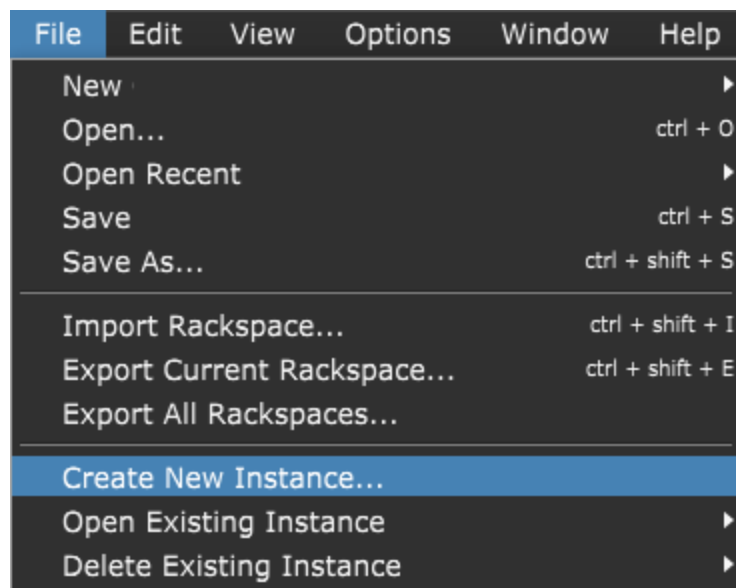 File Edit View Options Window Help
New
Open... ctrl + O
Open Recent
Save ctrl + S
Save As... ctrl + shift + S
Import Rackspace... ctrl + shift + I
Export Current Rackspace... ctrl + shift + E
Export All Rackspaces...
Create New Instance...
Open Existing Instance
Delete Existing Instance